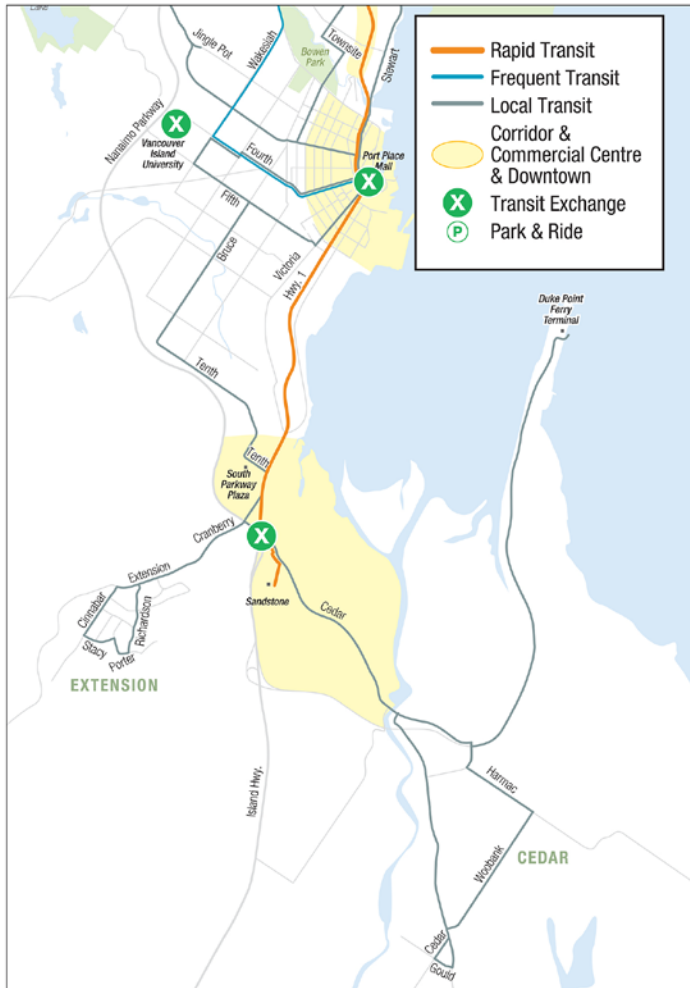 Lake
Jingle Pot
Wakesiah
Bowen
Park
Townsite
Stewart
Nanaimo Parkway
X
Vancouver
Island
University
Fourth
Port Place
Mall
X
Fifth
Bruce
Victoria
Hwy. 1
Rapid Transit
Frequent Transit
Local Transit
Corridor &
Commercial Centre
& Downtown
X
Transit Exchange
P
Park & Ride
Duke Point
Ferry
Terminal
Tenth
Tenth
South
Parkway
Plaza
Cranberry
X
Extension
Cinnabar
Richardson
Stacy
Porter
Sandstone
Cedar
EXTENSION
Island Hwy.
Harmac
Woobank
CEDAR
Cedar
Gould